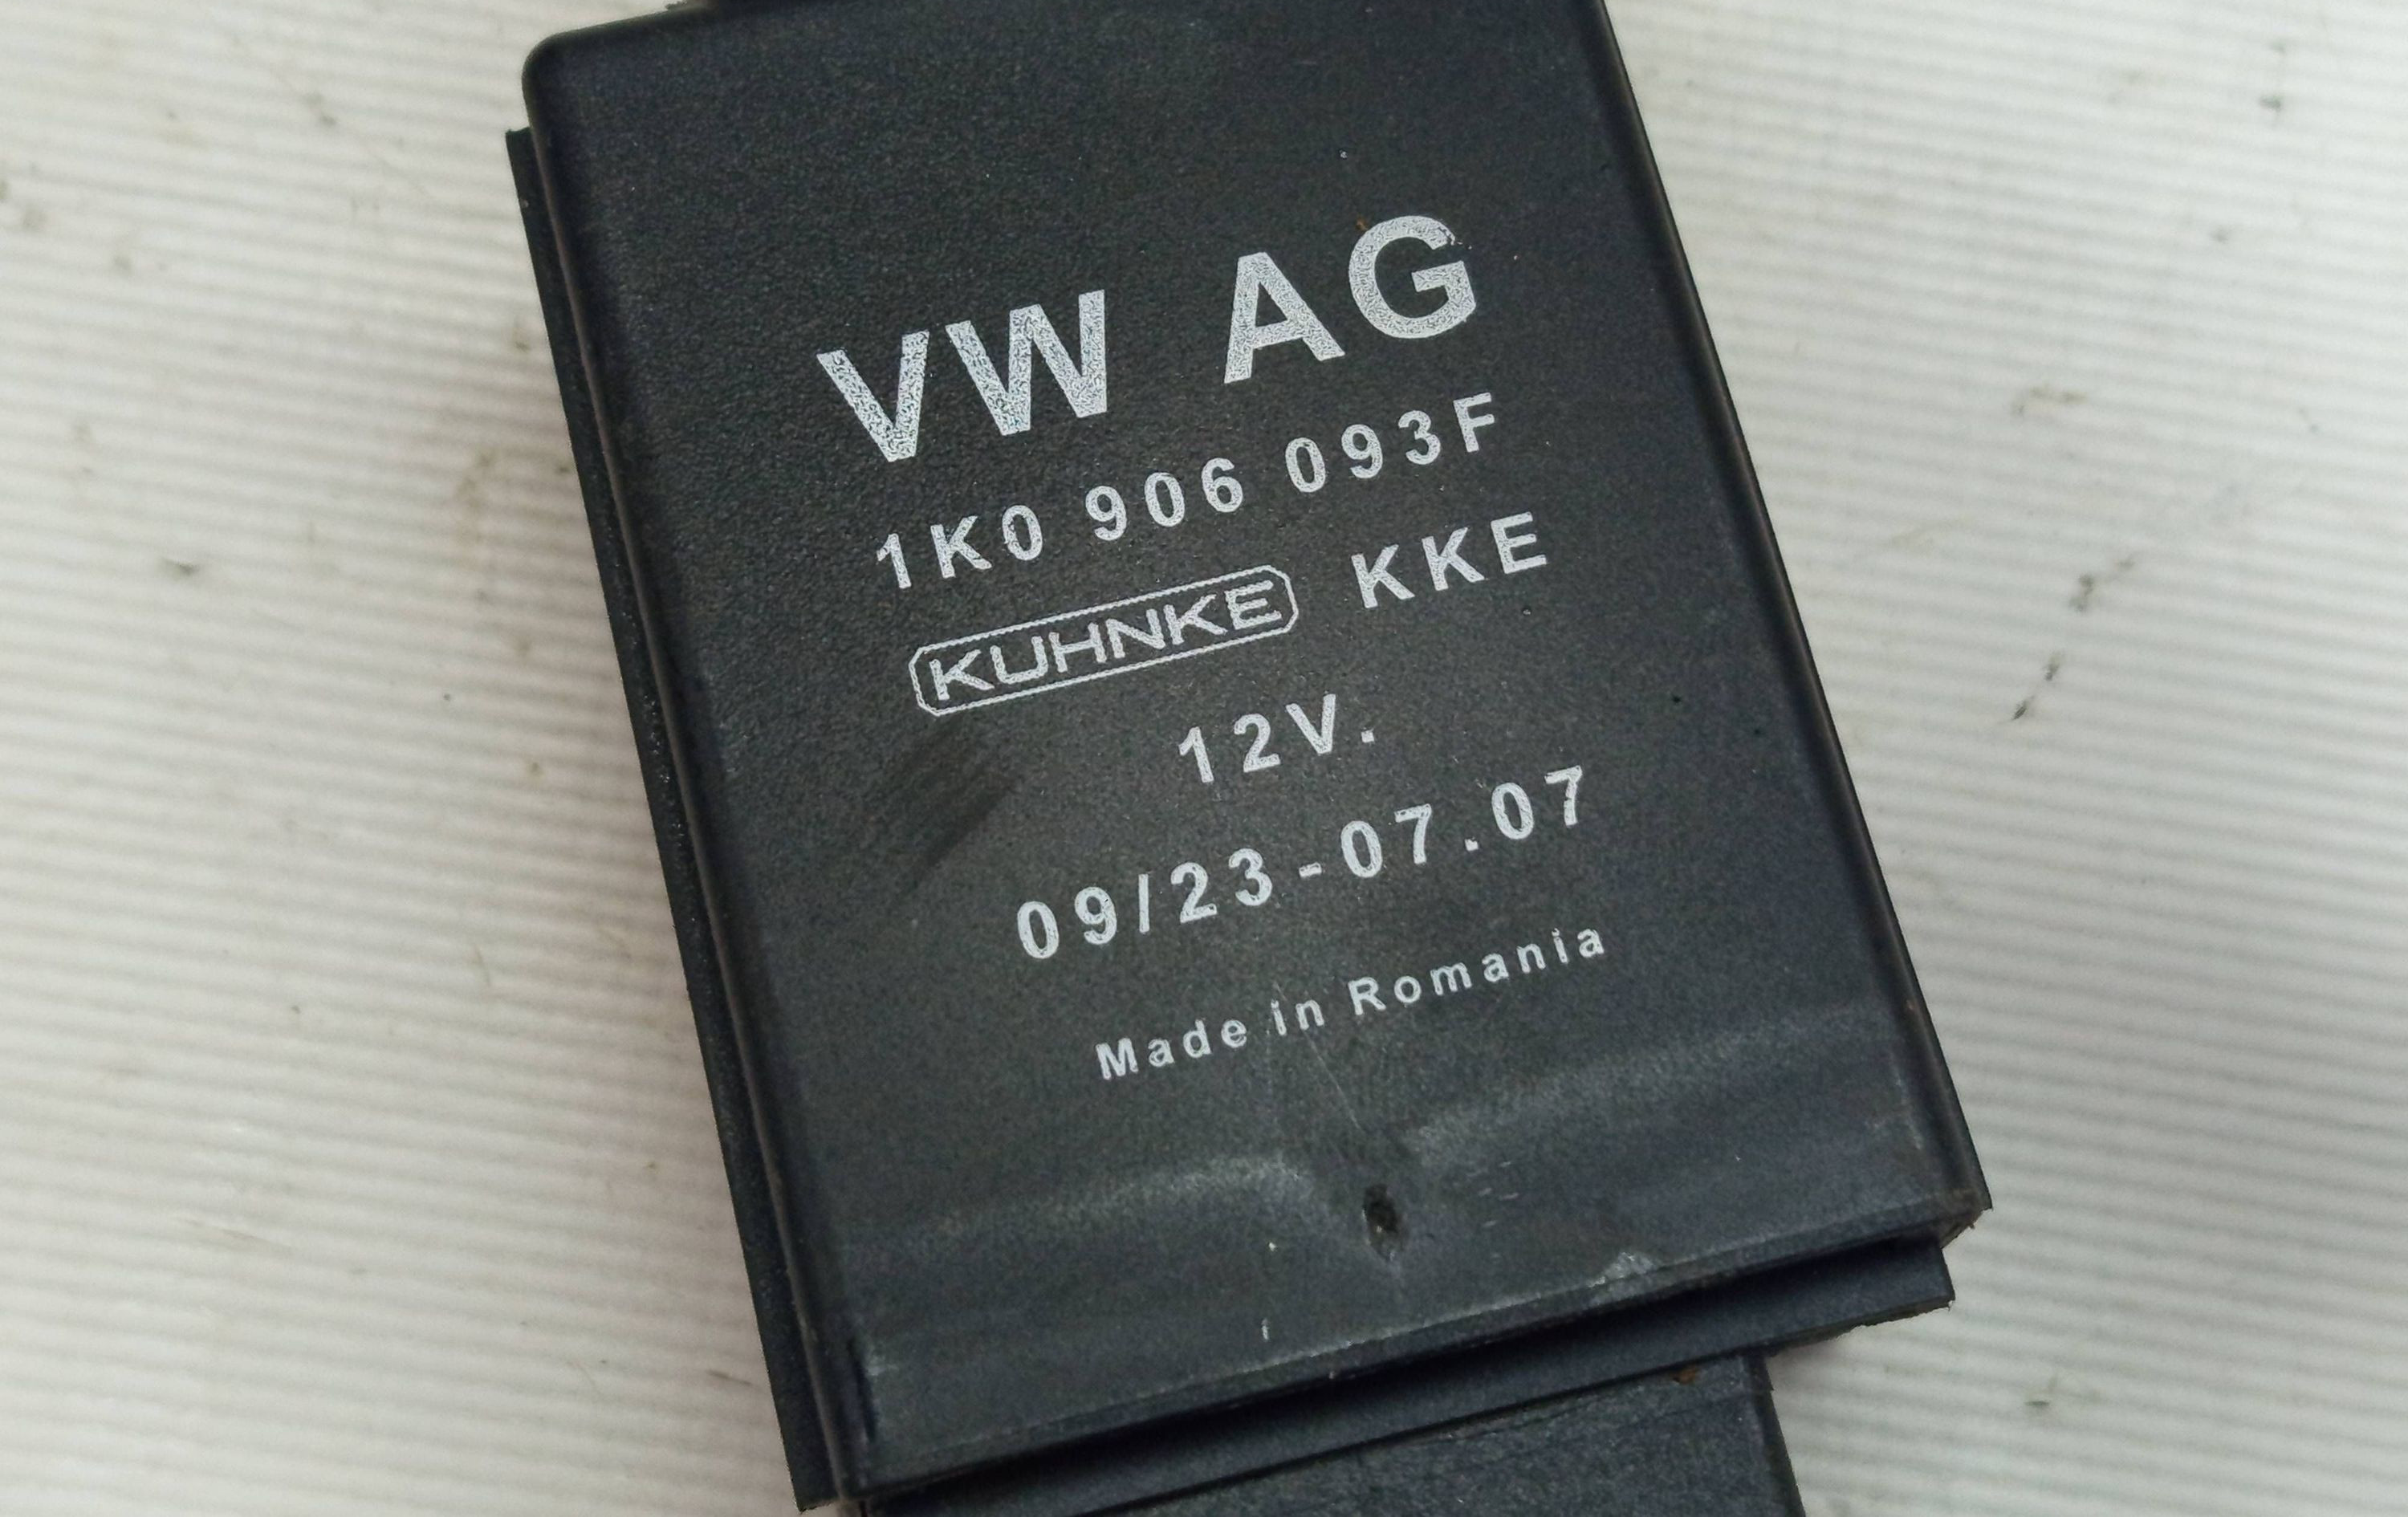 VW AG
1K0 906 093F
KUHNKE KKE
12V.
09/23-07.07
Made in Romania